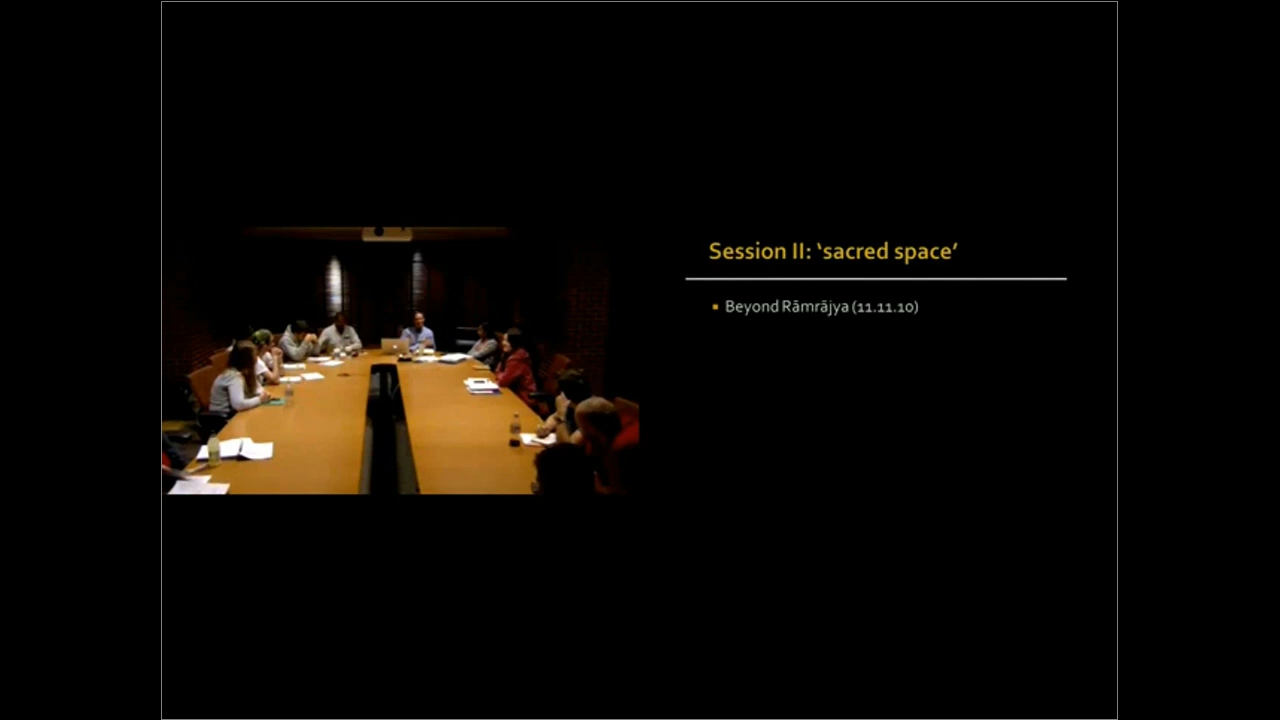 Session II: ‘sacred space’
Beyond Rāmrājya (11.11.10)